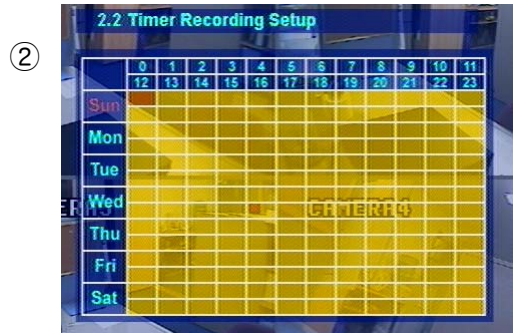 ②
2.2 Timer Recording Setup
0 1 2 3 4 5 6 7 8 9 10 11
12 13 14 15 16 17 18 19 20 21 22 23
Sun
Mon
Tue
Wed
CAMERA4
Thu
Fri
Sat